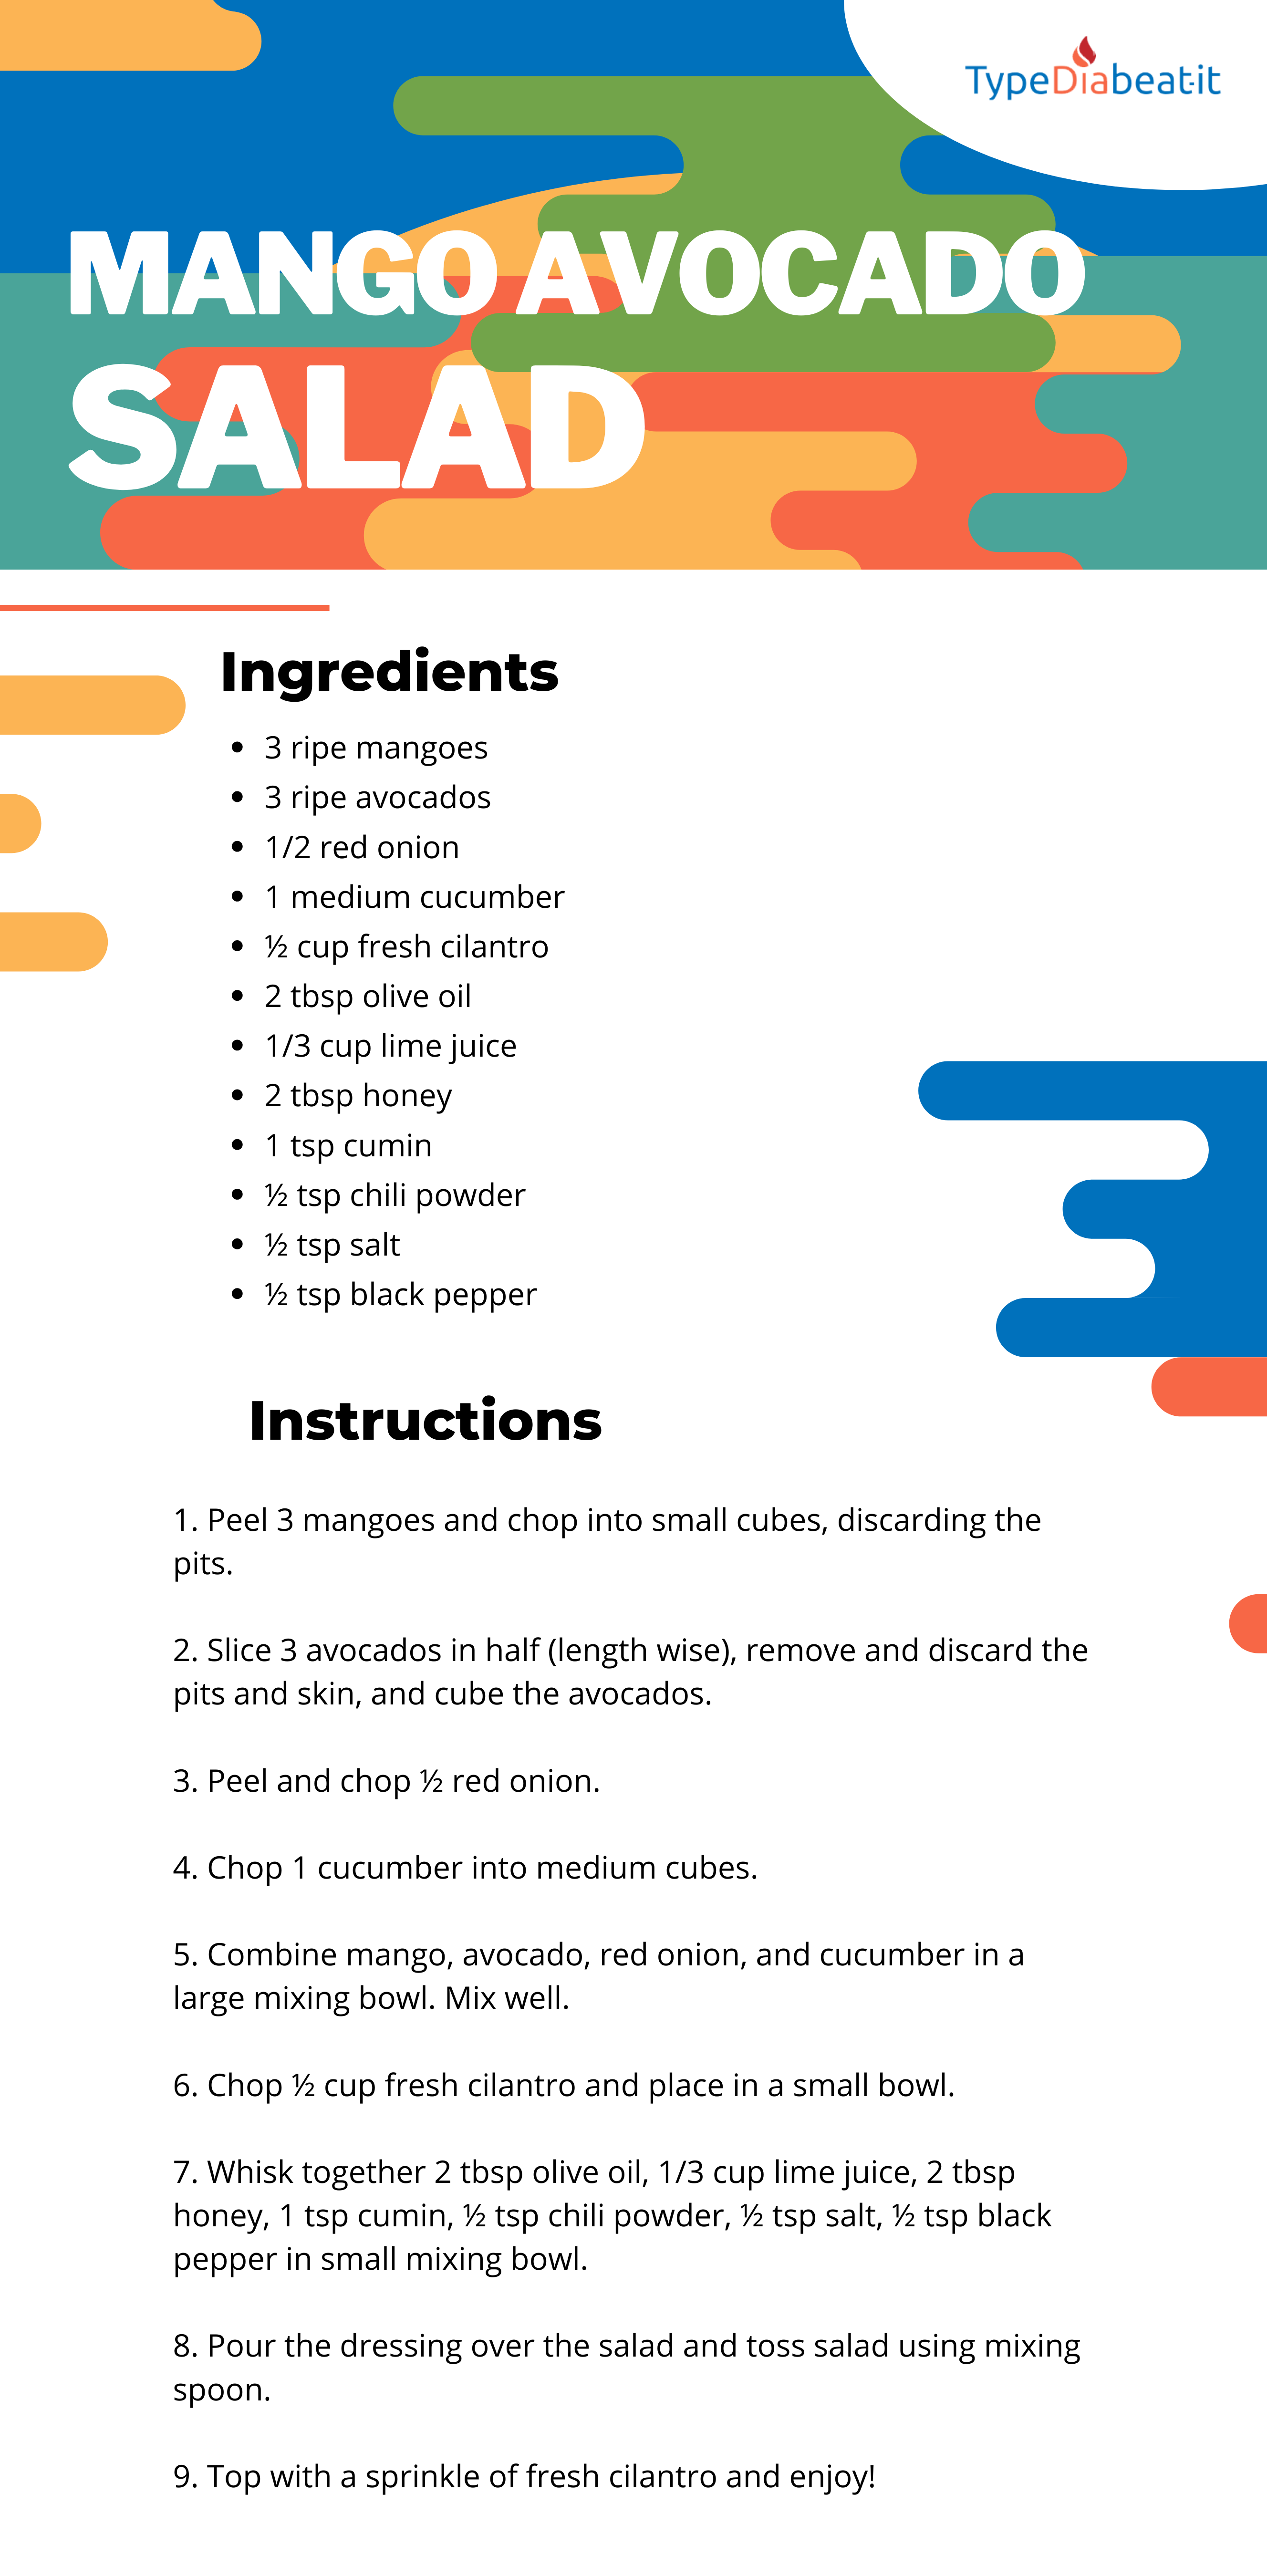 TypeDiabeat-it
MANGO AVOCADO
SALAD
Ingredients
• 3 ripe mangoes
• 3 ripe avocados
• 1/2 red onion
• 1 medium cucumber
• ½ cup fresh cilantro
• 2 tbsp olive oil
• 1/3 cup lime juice
• 2 tbsp honey
• 1 tsp cumin
• ½ tsp chili powder
• ½ tsp salt
• ½ tsp black pepper
Instructions
1. Peel 3 mangoes and chop into small cubes, discarding the
pits.
2. Slice 3 avocados in half (length wise), remove and discard the
pits and skin, and cube the avocados.
3. Peel and chop ½ red onion.
4. Chop 1 cucumber into medium cubes.
5. Combine mango, avocado, red onion, and cucumber in a
large mixing bowl. Mix well.
6. Chop ½ cup fresh cilantro and place in a small bowl.
7. Whisk together 2 tbsp olive oil, 1/3 cup lime juice, 2 tbsp
honey, 1 tsp cumin, ½ tsp chili powder, ½ tsp salt, ½ tsp black
pepper in small mixing bowl.
8. Pour the dressing over the salad and toss salad using mixing
spoon.
9. Top with a sprinkle of fresh cilantro and enjoy!